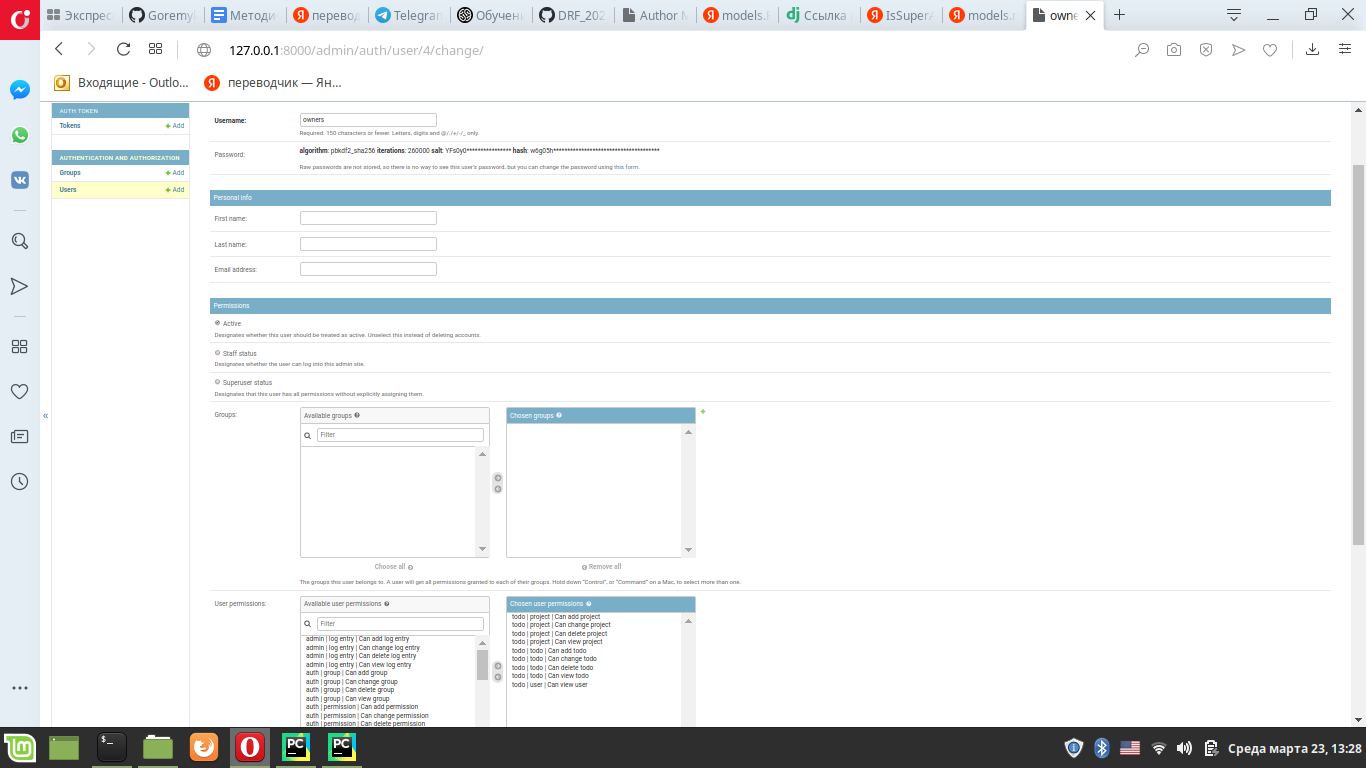 Экспрес
Goremy
Методи
перевод
Telegran
Обучен
DRF_202
Author M
models.
Ссылка
IsSuper
models.
owne
127.0.0.1:8000/admin/auth/user/4/change/
Входящие - Outlo...
переводчик — Ян...
AUTH TOKEN
Tokens
Add
AUTHENTICATION AND AUTHORIZATION
Groups
Add
Users
Add
«
Username:
owners
Required. 150 characters or fewer. Letters, digits and @/./+/-/_ only.
Password:
algorithm: pbkdf2_sha256 iterations: 260000 salt: YFs0y0**************** hash: w6g05h**************************************
Raw passwords are not stored, so there is no way to see this user's password, but you can change the password using this form.
Personal info
First name:
Last name:
Email address:
Permissions
Active
Designates whether this user should be treated as active. Unselect this instead of deleting accounts.
Staff status
Designates whether the user can log into this admin site.
Superuser status
Designates that this user has all permissions without explicitly assigning them.
Groups:
Available groups
Filter
Chosen groups
Choose all
Remove all
The groups this user belongs to. A user will get all permissions granted to each of their groups. Hold down "Control", or "Command" on a Mac, to select more than one.
User permissions:
Available user permissions
Filter
admin | log entry | Can add log entry
admin | log entry | Can change log entry
admin | log entry | Can delete log entry
admin | log entry | Can view log entry
auth | group | Can add group
auth | group | Can change group
auth | group | Can delete group
auth | group | Can view group
auth | permission | Can add permission
auth | permission | Can change permission
auth | permission | Can delete permission
Chosen user permissions
todo | project | Can add project
todo | project | Can change project
todo | project | Can delete project
todo | project | Can view project
todo | todo | Can add todo
todo | todo | Can change todo
todo | todo | Can delete todo
todo | todo | Can view todo
todo | user | Can view user
Среда марта 23, 13:28